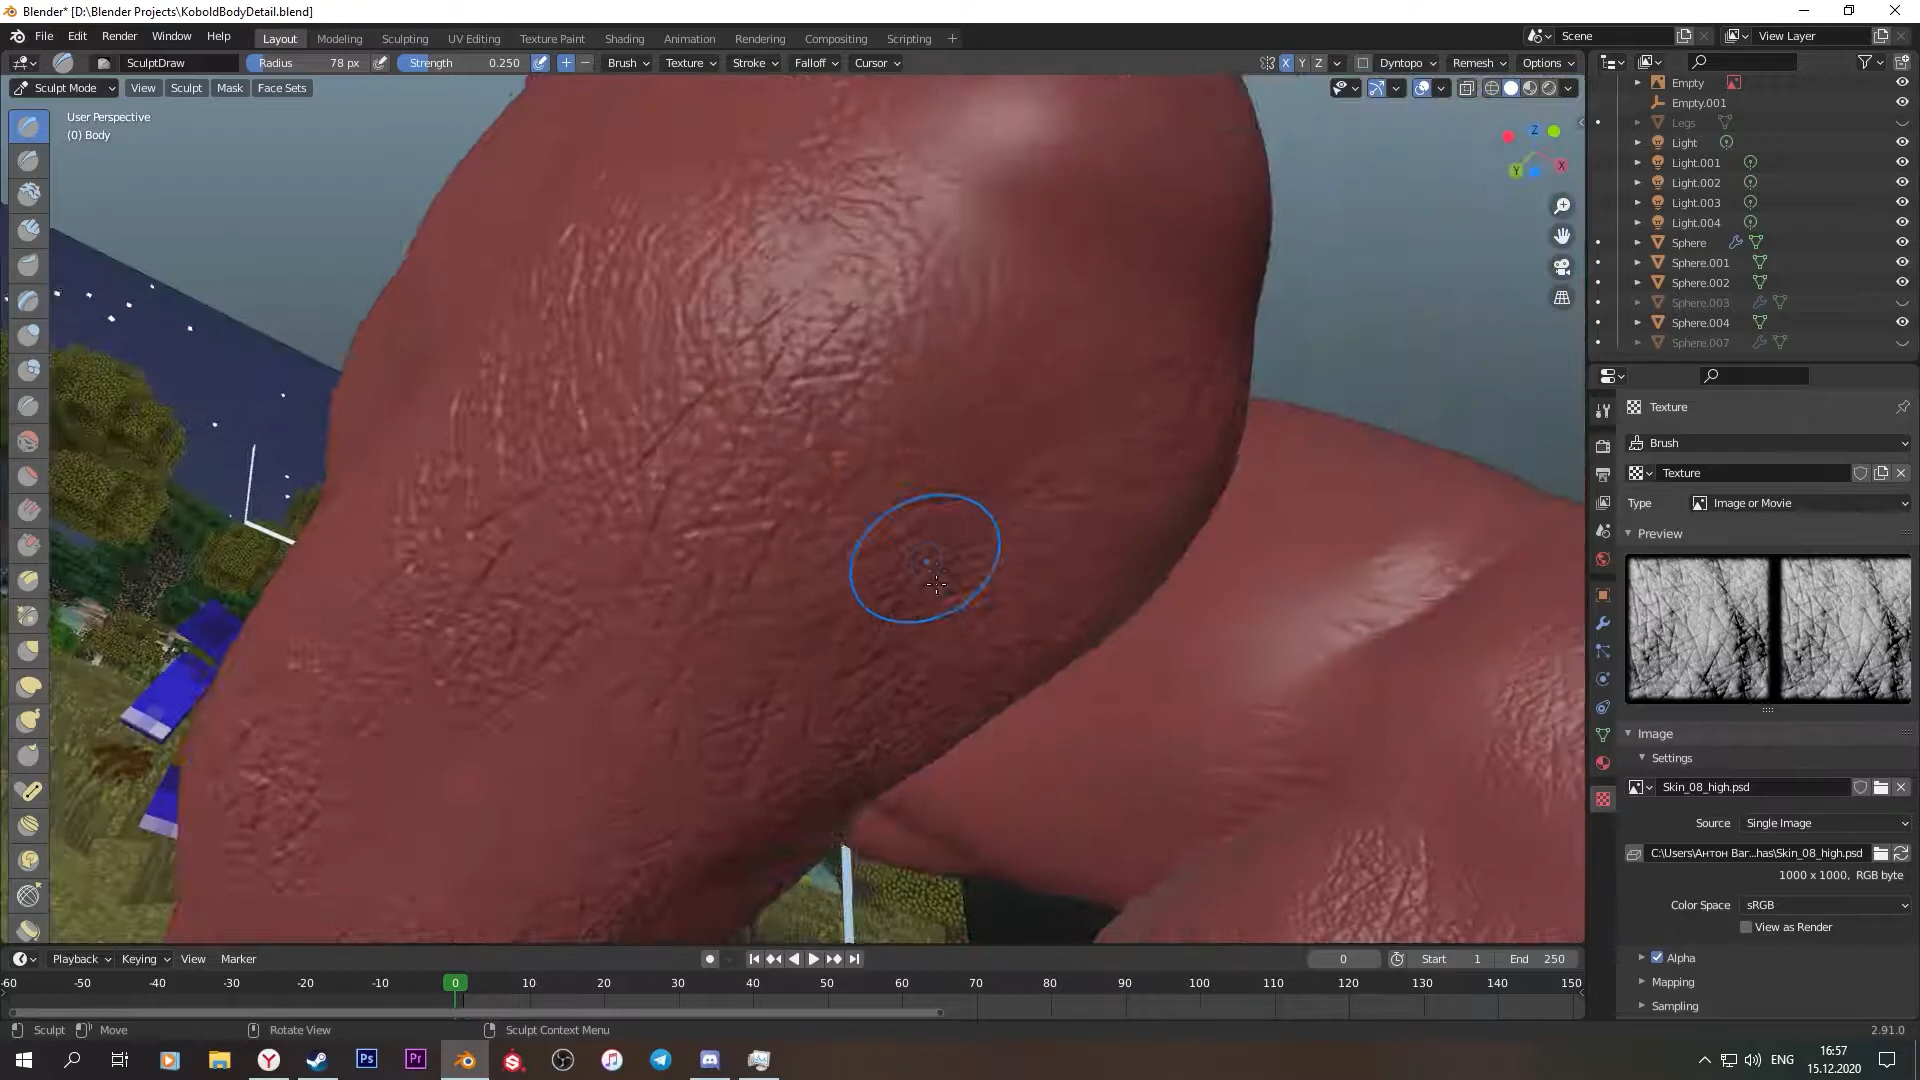 Blender* [D:\Blender Projects\KoboldBodyDetail.blend]
File Edit Render Window Help
Layout Modeling Sculpting UV Editing Texture Paint Shading Animation Rendering Compositing Scripting
Scene
View Layer
SculptDraw
Radius 78 px
Strength 0.250
Brush Texture Stroke Falloff Cursor
X Y Z
Dyntopo Remesh Options
Sculpt Mode View Sculpt Mask Face Sets
User Perspective
(0) Body
Z
Y
X
Empty
Empty.001
Legs
Light
Light.001
Light.002
Light.003
Light.004
Sphere
Sphere.001
Sphere.002
Sphere.003
Sphere.004
Sphere.007
Texture
Brush
Texture
Type Image or Movie
Preview
Image
Settings
Skin_08_high.psd
Source Single Image
C:\Users\Антон Ваг...has\Skin_08_high.psd
1000 x 1000, RGB byte
Color Space sRGB
View as Render
Alpha
Mapping
Sampling
Playback Keying View Marker
0
Start 1
End 250
-60 -50 -40 -30 -20 -10 0 10 20 30 40 50 60 70 80 90 100 110 120 130 140 150
Sculpt Move Rotate View Sculpt Context Menu
2.91.0
Ps
Pr
ENG
16:57
15.12.2020